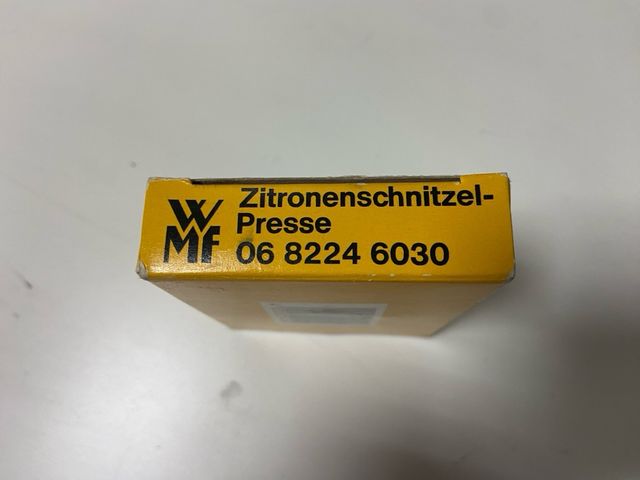 WMF
Zitronenschnitzel-
Presse
06 8224 6030